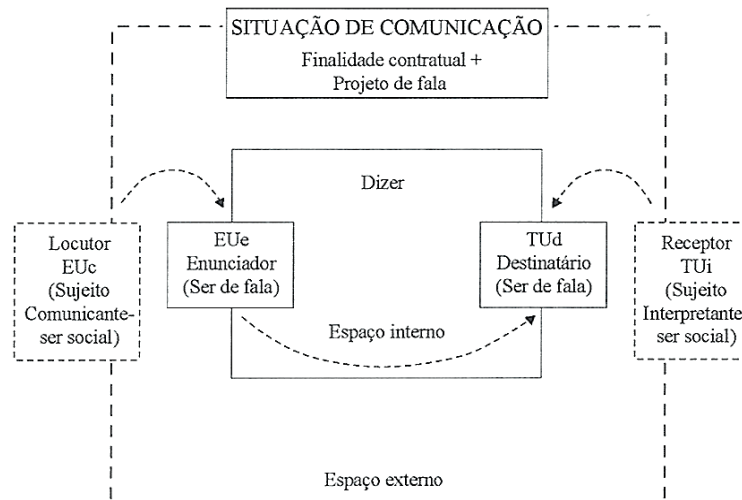 SITUAÇÃO DE COMUNICAÇÃO
Finalidade contratual +
Projeto de fala
Dizer
Locutor
EUc
(Sujeito
Comunicante-
ser social)
EUe
Enunciador
(Ser de fala)
TUd
Destinatário
(Ser de fala)
Receptor
TUi
(Sujeito
Interpretante
ser social)
Espaço interno
Espaço externo